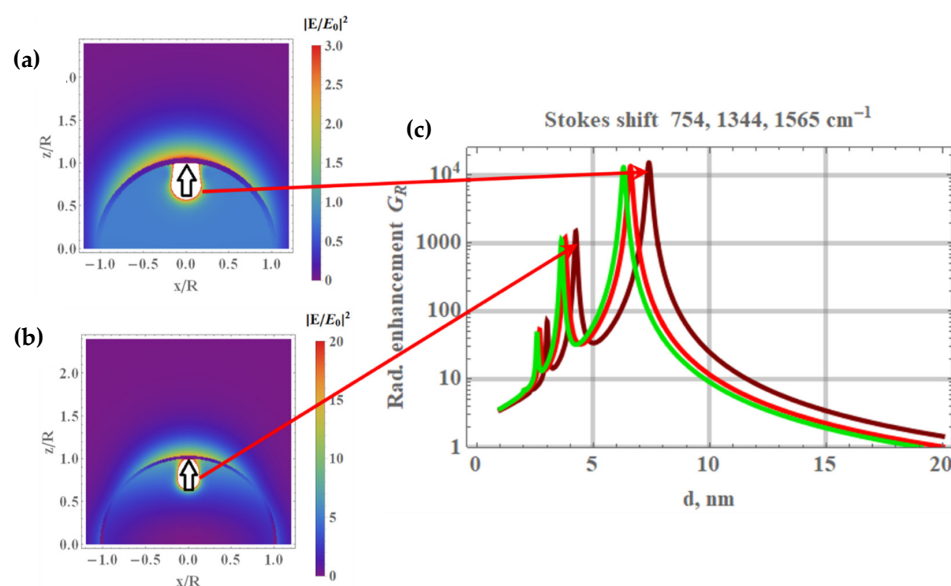 (a)
|E/E₀|²
z/R
2.0
1.5
1.0
0.5
0.0
−1.0 −0.5 0.0 0.5 1.0
x/R
3.0
2.5
2.0
1.5
1.0
0.5
0
(b)
|E/E₀|²
z/R
2.0
1.5
1.0
0.5
0.0
−1.0 −0.5 0.0 0.5 1.0
x/R
20
15
10
5
0
(c)
Stokes shift 754, 1344, 1565 cm⁻¹
Rad. enhancement G_R
10⁴
1000
100
10
1
0 5 10 15 20
d, nm